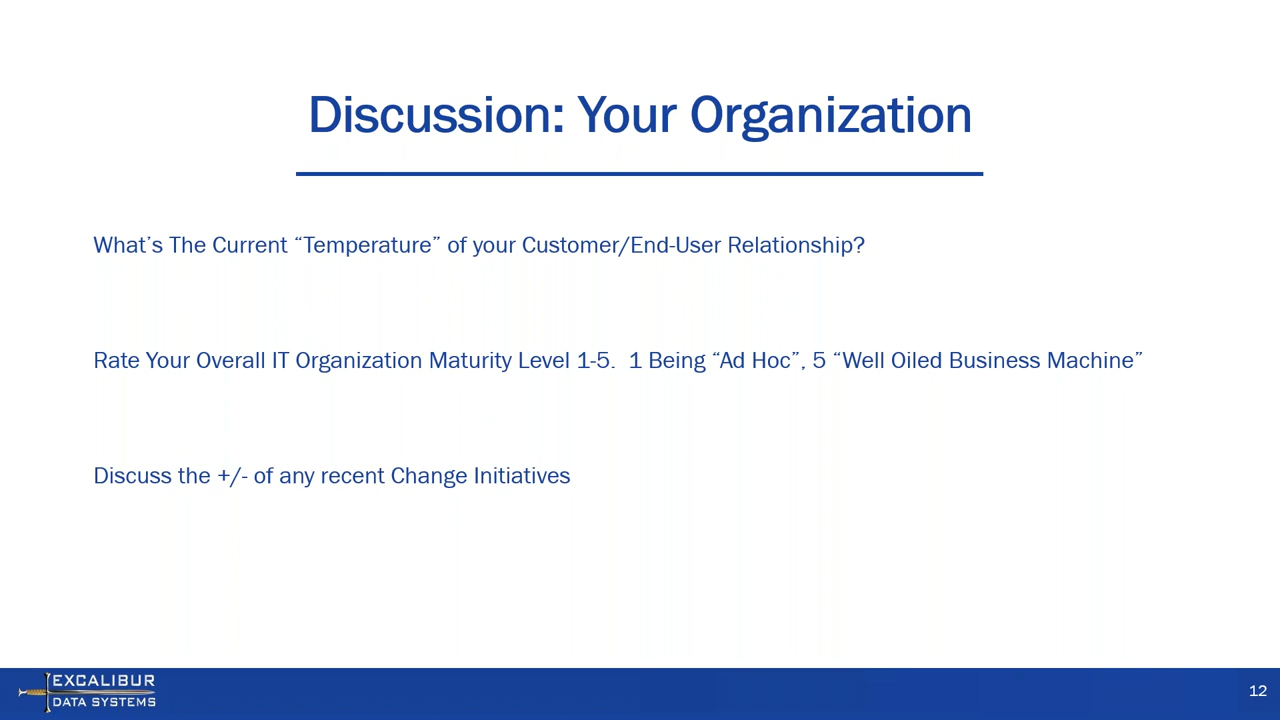 Discussion: Your Organization
What’s The Current “Temperature” of your Customer/End-User Relationship?
Rate Your Overall IT Organization Maturity Level 1-5.  1 Being “Ad Hoc”, 5 “Well Oiled Business Machine”
Discuss the +/- of any recent Change Initiatives
EXCALIBUR
DATA SYSTEMS
12